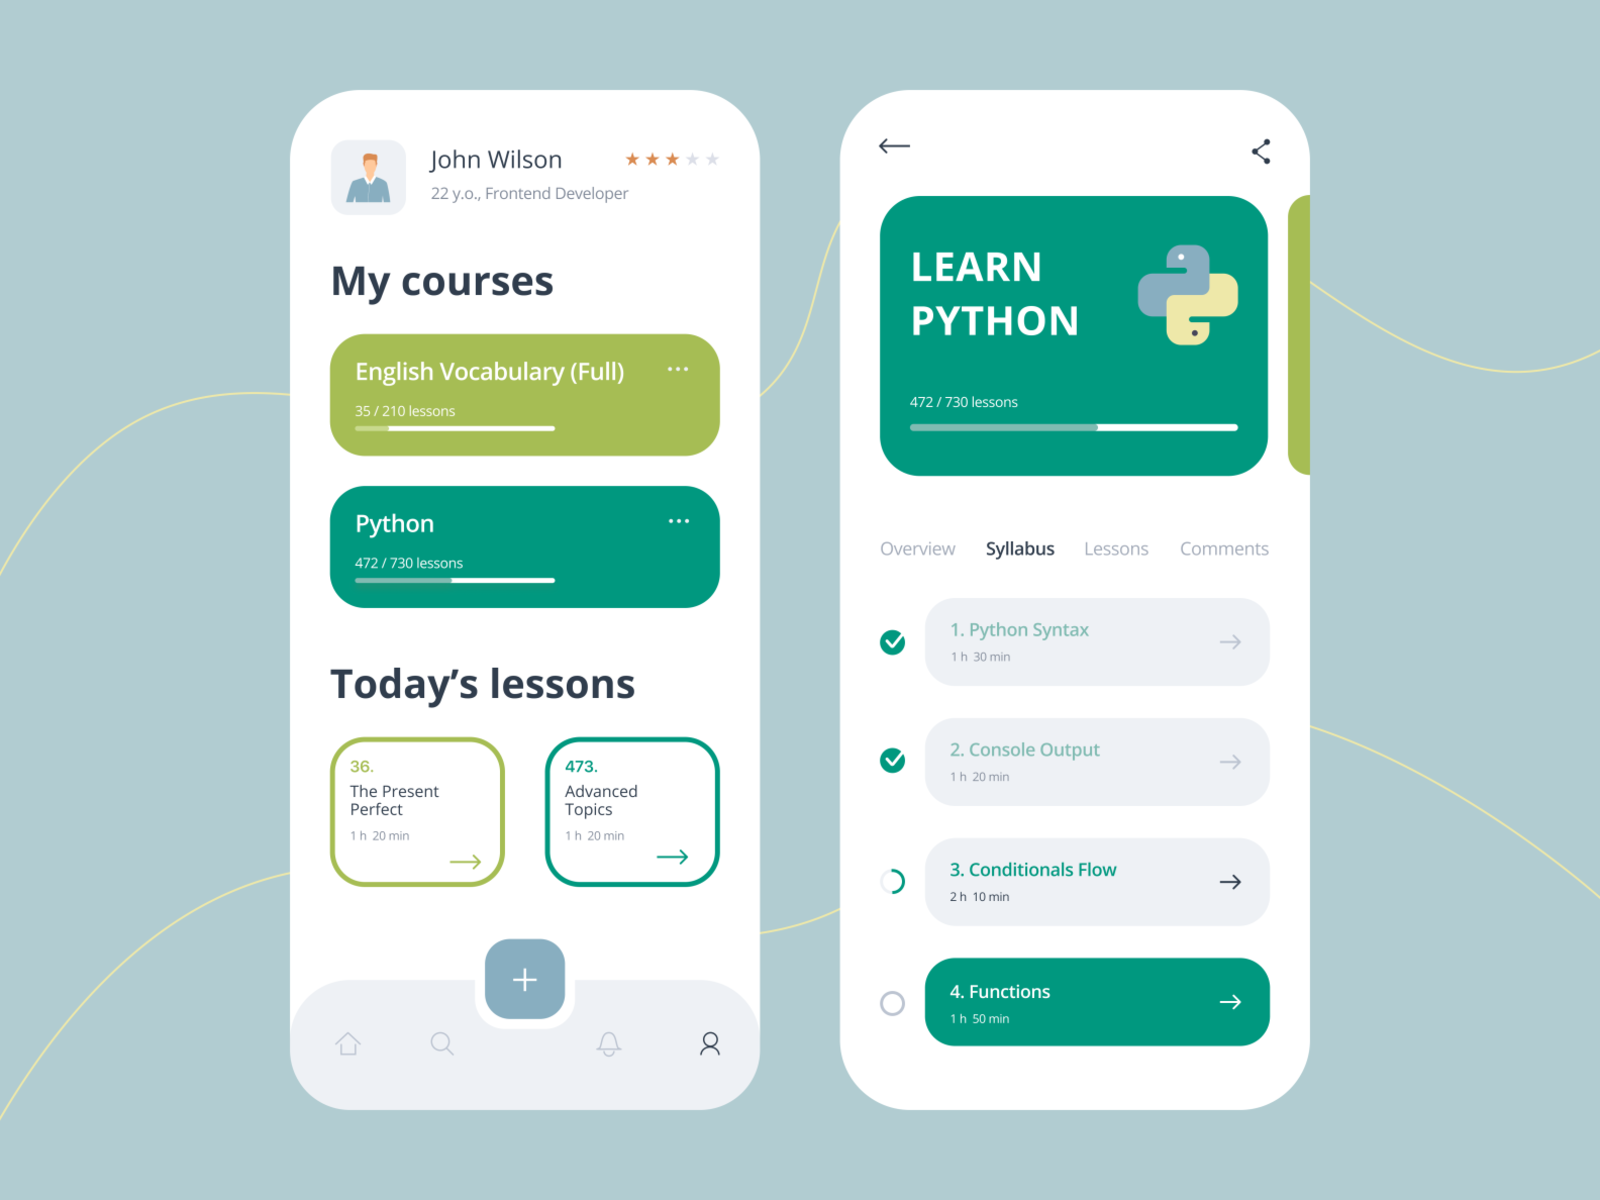 John Wilson
22 y.o., Frontend Developer
My courses
English Vocabulary (Full)
35 / 210 lessons
Python
472 / 730 lessons
Today’s lessons
36.
The Present
Perfect
1 h 20 min
473.
Advanced
Topics
1 h 20 min
LEARN
PYTHON
472 / 730 lessons
Overview Syllabus Lessons Comments
1. Python Syntax
1 h 30 min
2. Console Output
1 h 20 min
3. Conditionals Flow
2 h 10 min
4. Functions
1 h 50 min